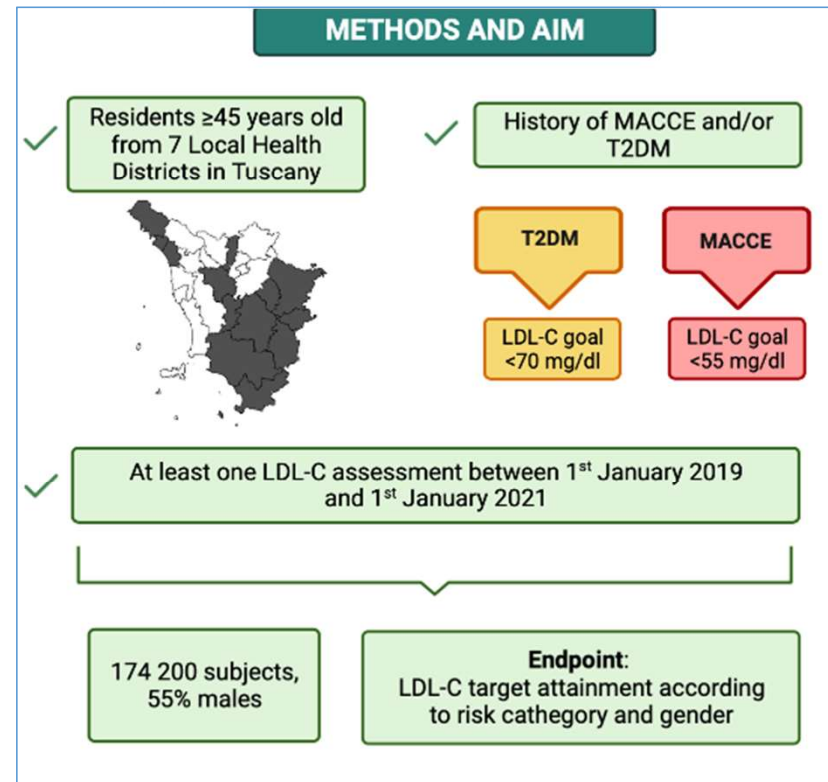 METHODS AND AIM
Residents ≥45 years old
from 7 Local Health
Districts in Tuscany
History of MACCE and/or
T2DM
T2DM
MACCE
LDL-C goal
<70 mg/dl
LDL-C goal
<55 mg/dl
At least one LDL-C assessment between 1st January 2019
and 1st January 2021
174 200 subjects,
55% males
Endpoint:
LDL-C target attainment according
to risk cathegory and gender